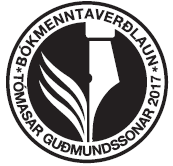 *BÓKMENNTAVERÐLAUN*
TÓMASAR GUÐMUNDSSONAR 2017